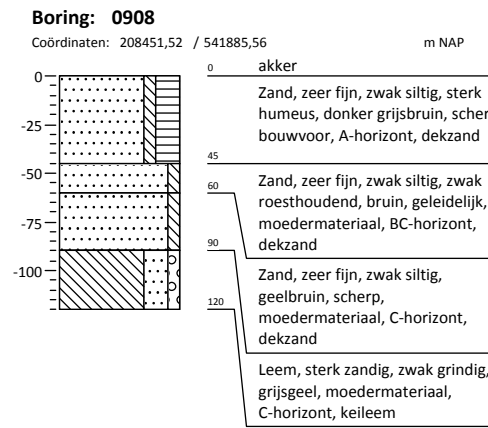 Boring: 0908
Coördinaten: 208451,52 / 541885,56 m NAP
0
-25
-50
-75
-100
0
akker
Zand, zeer fijn, zwak siltig, sterk
humeus, donker grijsbruin, scher
bouwvoor, A-horizont, dekzand
45
Zand, zeer fijn, zwak siltig, zwak
roesthoudend, bruin, geleidelijk,
moedermateriaal, BC-horizont,
dekzand
60
Zand, zeer fijn, zwak siltig,
geelbruin, scherp,
moedermateriaal, C-horizont,
dekzand
90
Leem, sterk zandig, zwak grindig,
grijsgeel, moedermateriaal,
C-horizont, keileem
120